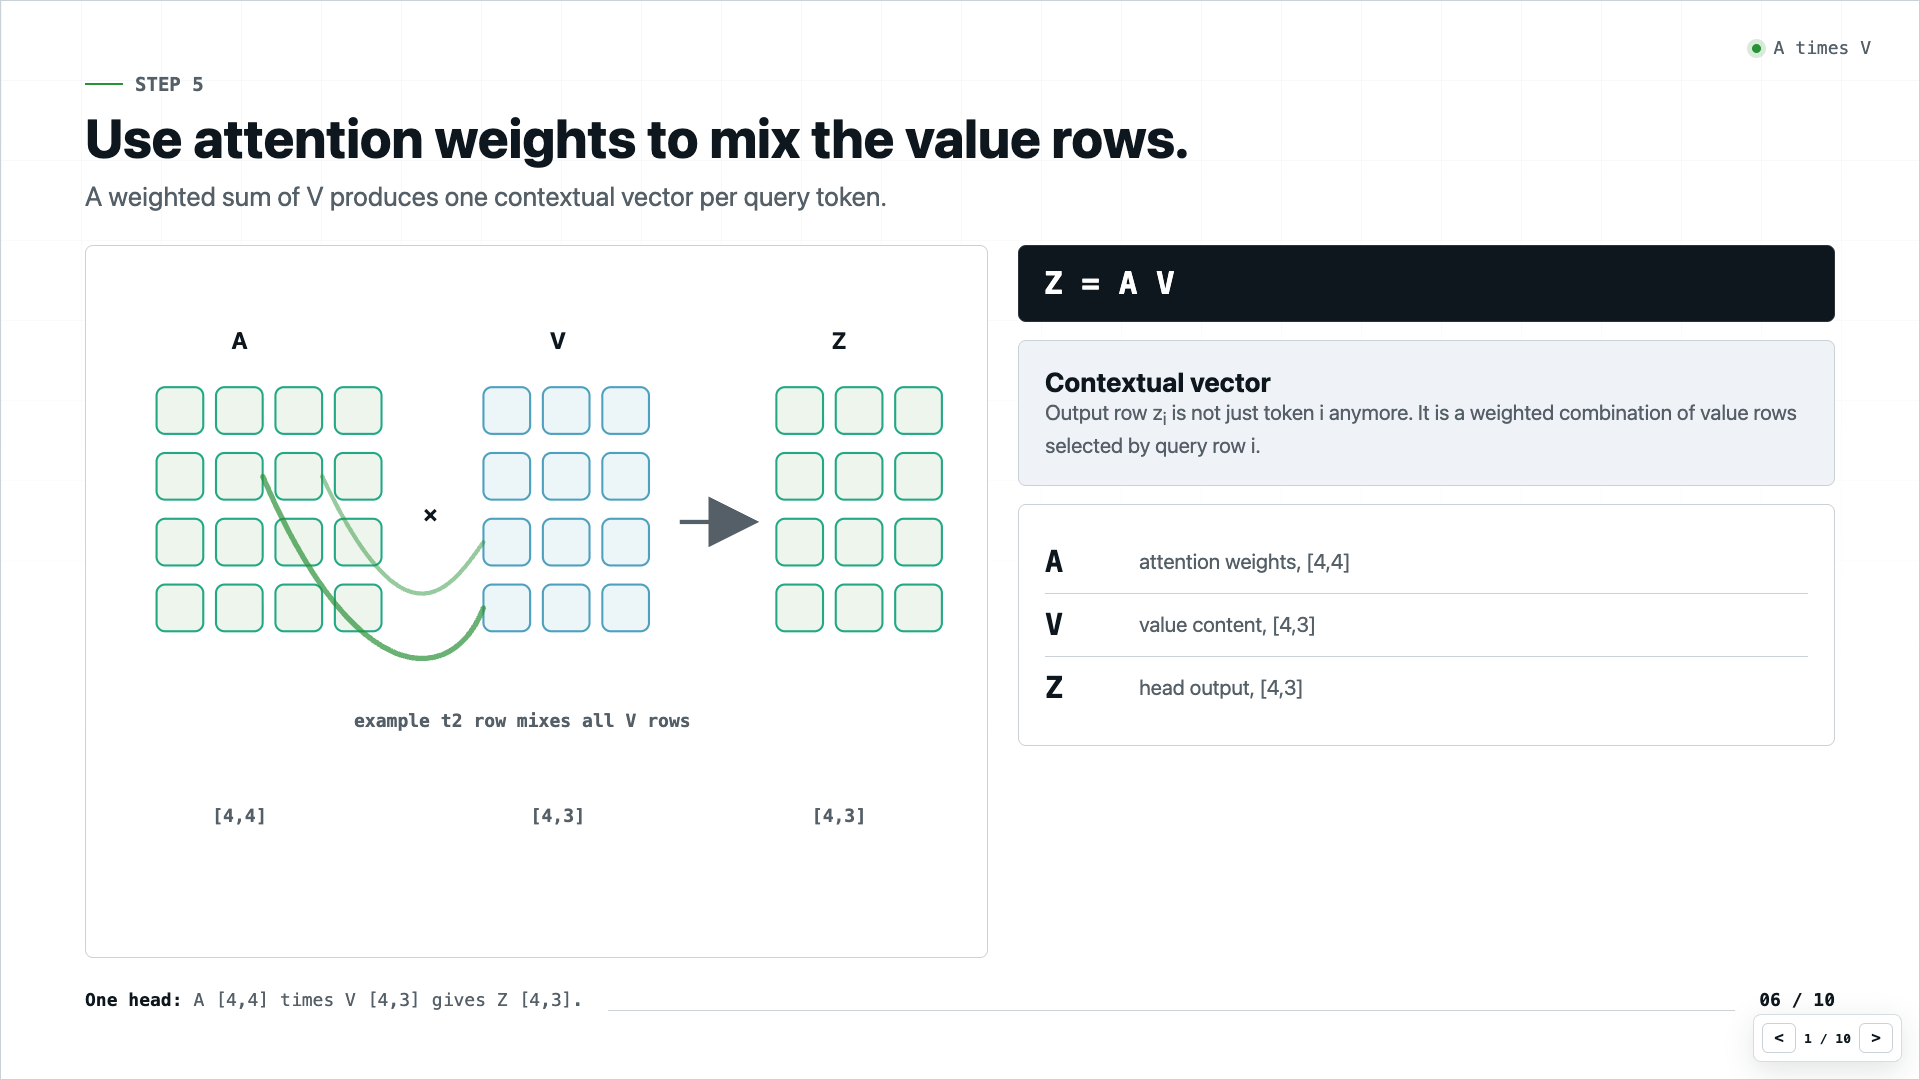 A times V
STEP 5
Use attention weights to mix the value rows.
A weighted sum of V produces one contextual vector per query token.
A
V
Z
×
example t2 row mixes all V rows
[4,4]
[4,3]
[4,3]
Z = A V
Contextual vector
Output row zi is not just token i anymore. It is a weighted combination of value rows
selected by query row i.
A attention weights, [4,4]
V value content, [4,3]
Z head output, [4,3]
One head: A [4,4] times V [4,3] gives Z [4,3].
06 / 10
< 1 / 10 >